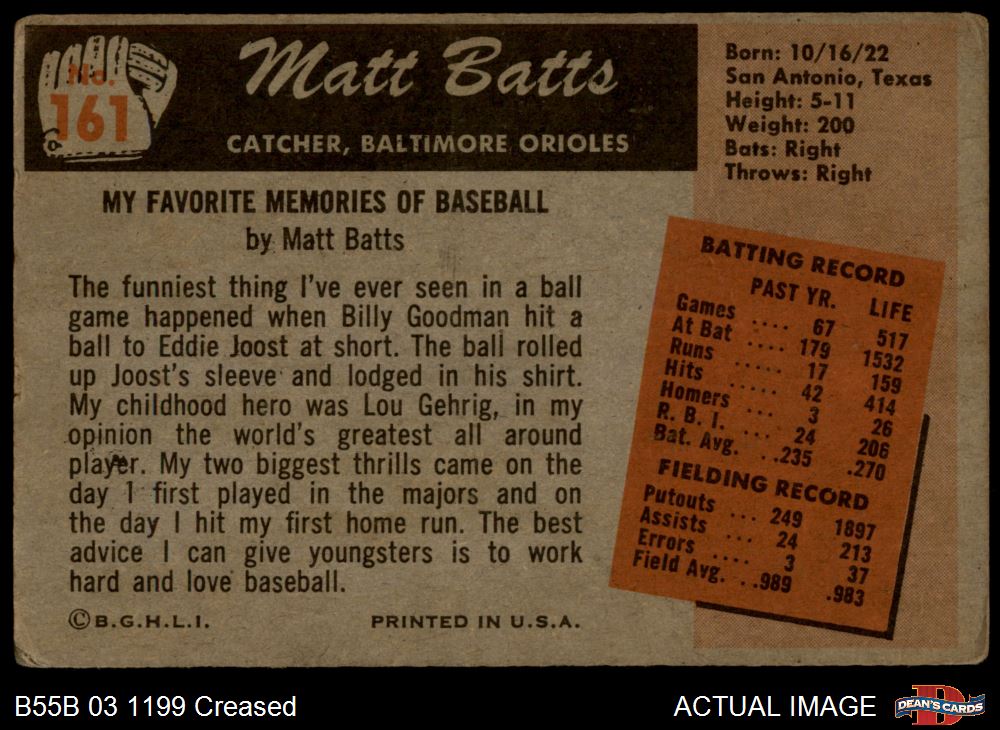 No.
161
Matt Batts
CATCHER, BALTIMORE ORIOLES
Born: 10/16/22
San Antonio, Texas
Height: 5-11
Weight: 200
Bats: Right
Throws: Right
MY FAVORITE MEMORIES OF BASEBALL
by Matt Batts
The funniest thing I've ever seen in a ball
game happened when Billy Goodman hit a
ball to Eddie Joost at short. The ball rolled
up Joost's sleeve and lodged in his shirt.
My childhood hero was Lou Gehrig, in my
opinion the world's greatest all around
player. My two biggest thrills came on the
day I first played in the majors and on
the day I hit my first home run. The best
advice I can give youngsters is to work
hard and love baseball.
©B.G.H.L.I. PRINTED IN U.S.A.
BATTING RECORD
PAST YR. LIFE
Games .... 67 517
At Bat .... 179 1532
Runs ..... 17 159
Hits ..... 42 414
Homers ... 3 26
R. B. I. ... 24 206
Bat. Avg. ..235 .270
FIELDING RECORD
Putouts ... 249 1897
Assists ... 24 213
Errors .... 3 37
Field Avg. ..989 .983
B55B 03 1199 Creased
ACTUAL IMAGE
DEAN'S CARDS